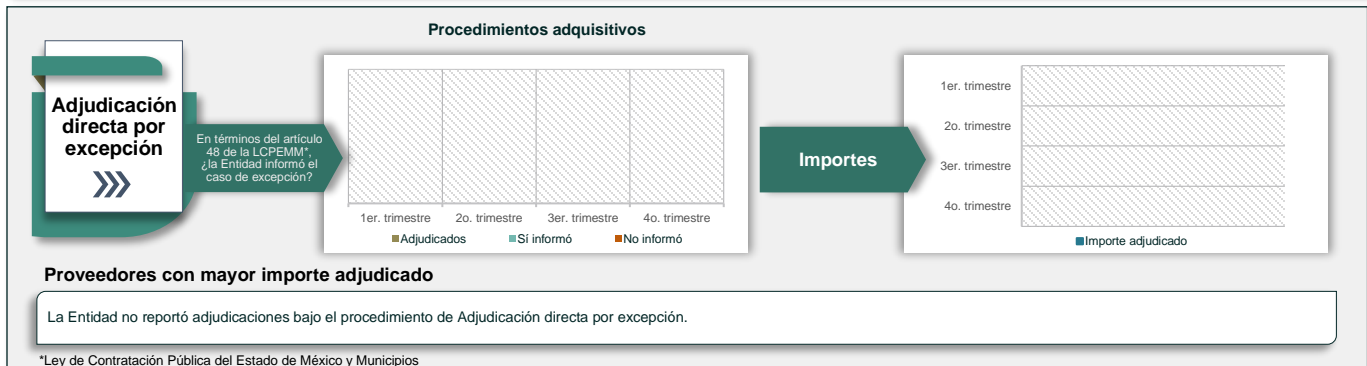 Procedimientos adquisitivos
Adjudicación
directa por
excepción
En términos del artículo
48 de la LCPEMM*,
¿la Entidad informó el
caso de excepción?
1er. trimestre 2o. trimestre 3er. trimestre 4o. trimestre
Adjudicados Sí informó No informó
Importes
1er. trimestre
2o. trimestre
3er. trimestre
4o. trimestre
Importe adjudicado
Proveedores con mayor importe adjudicado
La Entidad no reportó adjudicaciones bajo el procedimiento de Adjudicación directa por excepción.
*Ley de Contratación Pública del Estado de México y Municipios